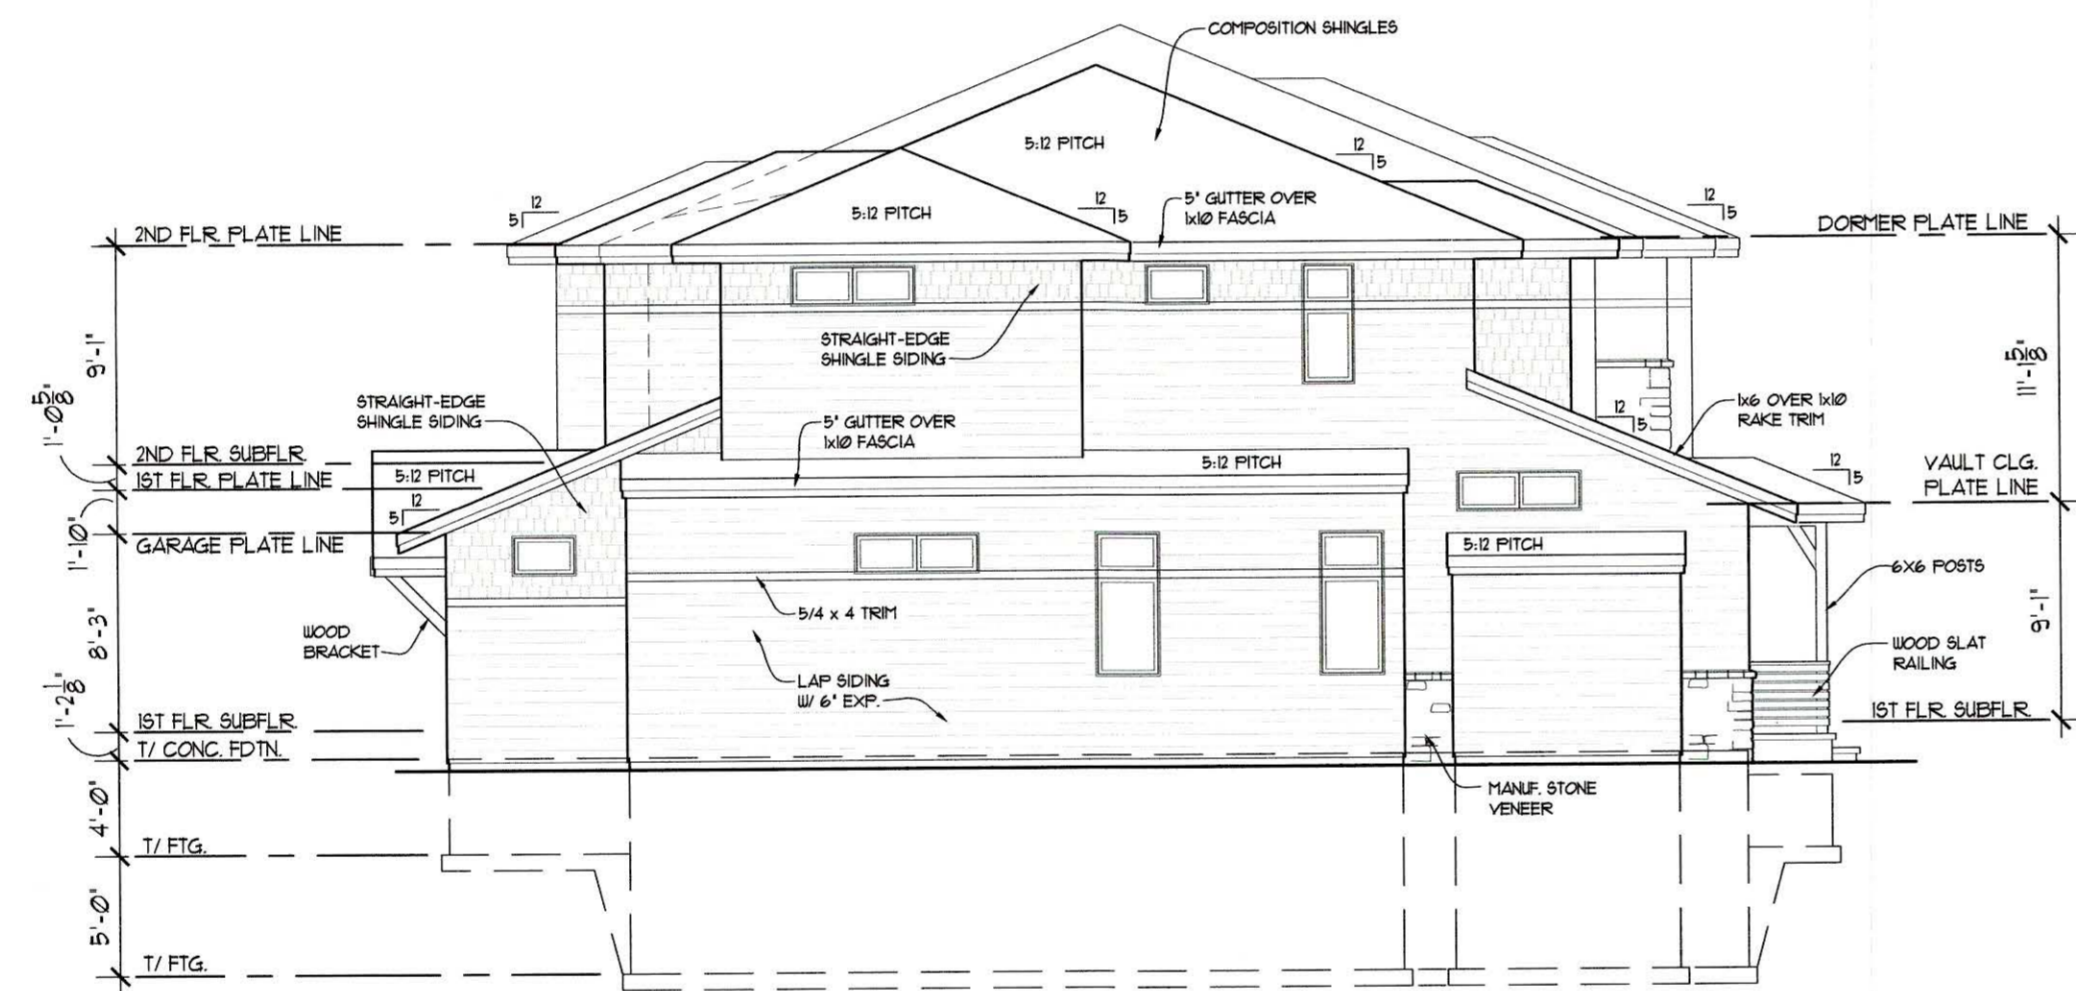 COMPOSITION SHINGLES
5:12 PITCH
12
5
12
5
5" GUTTER OVER
1x10 FASCIA
5:12 PITCH
12
5
12
5
2ND FLR. PLATE LINE
DORMER PLATE LINE
STRAIGHT-EDGE
SHINGLE SIDING
9'-1"
11'-1 5/8"
STRAIGHT-EDGE
SHINGLE SIDING
5" GUTTER OVER
1x10 FASCIA
12
5
1x6 OVER 1x10
RAKE TRIM
1'-0 5/8"
2ND FLR. SUBFLR.
1ST FLR. PLATE LINE
5:12 PITCH
12
5
5:12 PITCH
12
5
VAULT CLG.
PLATE LINE
1'-10"
GARAGE PLATE LINE
5:12 PITCH
6X6 POSTS
5/4 x 4 TRIM
8'-3"
WOOD
BRACKET
9'-1"
WOOD SLAT
RAILING
LAP SIDING
W/ 6" EXP.
1'-2 1/8"
1ST FLR. SUBFLR.
T/ CONC. FDTN.
1ST FLR. SUBFLR.
MANUF. STONE
VENEER
4'-0"
T/ FTG.
5'-0"
T/ FTG.